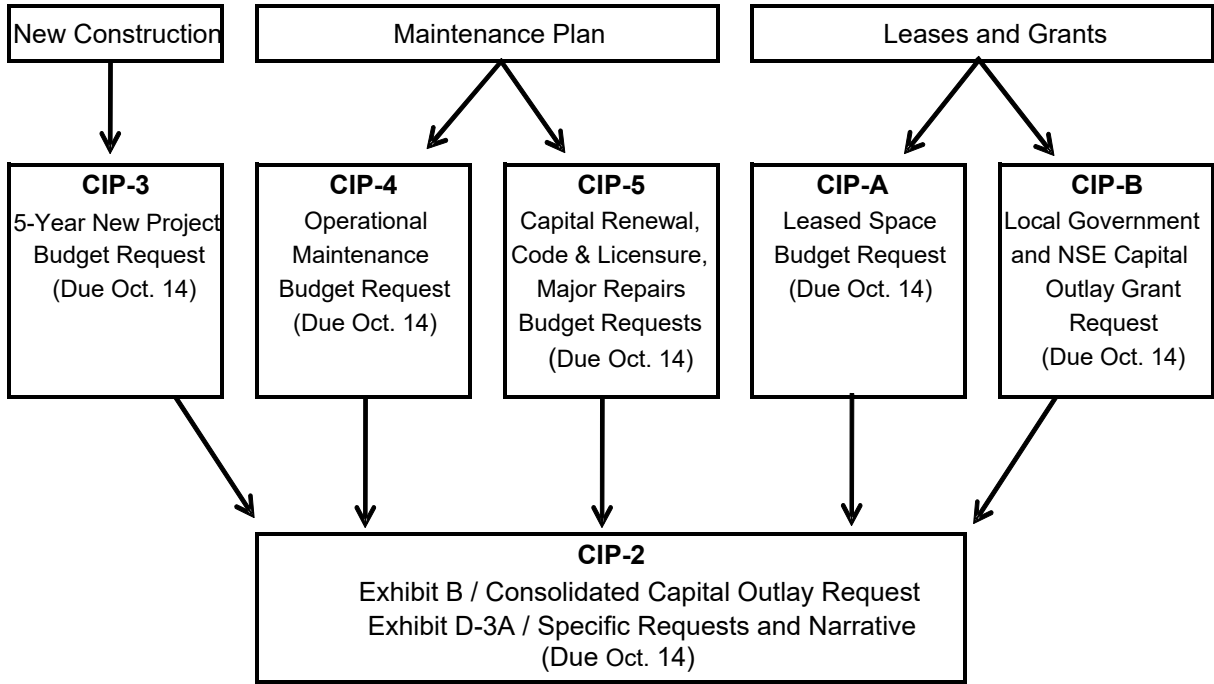 New Construction
Maintenance Plan
Leases and Grants
CIP-3
5-Year New Project
Budget Request
(Due Oct. 14)
CIP-4
Operational
Maintenance
Budget Request
(Due Oct. 14)
CIP-5
Capital Renewal,
Code & Licensure,
Major Repairs
Budget Requests
(Due Oct. 14)
CIP-A
Leased Space
Budget Request
(Due Oct. 14)
CIP-B
Local Government
and NSE Capital
Outlay Grant
Request
(Due Oct. 14)
CIP-2
Exhibit B / Consolidated Capital Outlay Request
Exhibit D-3A / Specific Requests and Narrative
(Due Oct. 14)